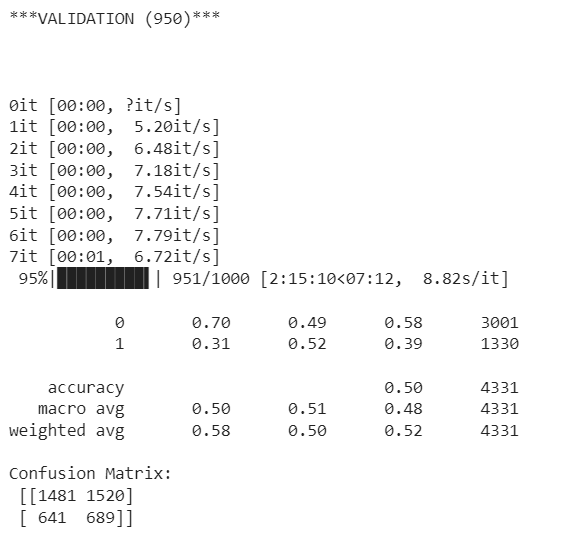 ***VALIDATION (950)***
0it [00:00, ?it/s]
1it [00:00,  5.20it/s]
2it [00:00,  6.48it/s]
3it [00:00,  7.18it/s]
4it [00:00,  7.54it/s]
5it [00:00,  7.71it/s]
6it [00:00,  7.79it/s]
7it [00:01,  6.72it/s]
95%|█████████▌| 951/1000 [2:15:10<07:12,  8.82s/it]
0 0.70 0.49 0.58 3001
1 0.31 0.52 0.39 1330
accuracy 0.50 4331
macro avg 0.50 0.51 0.48 4331
weighted avg 0.58 0.50 0.52 4331
Confusion Matrix:
[[1481 1520]
[ 641  689]]